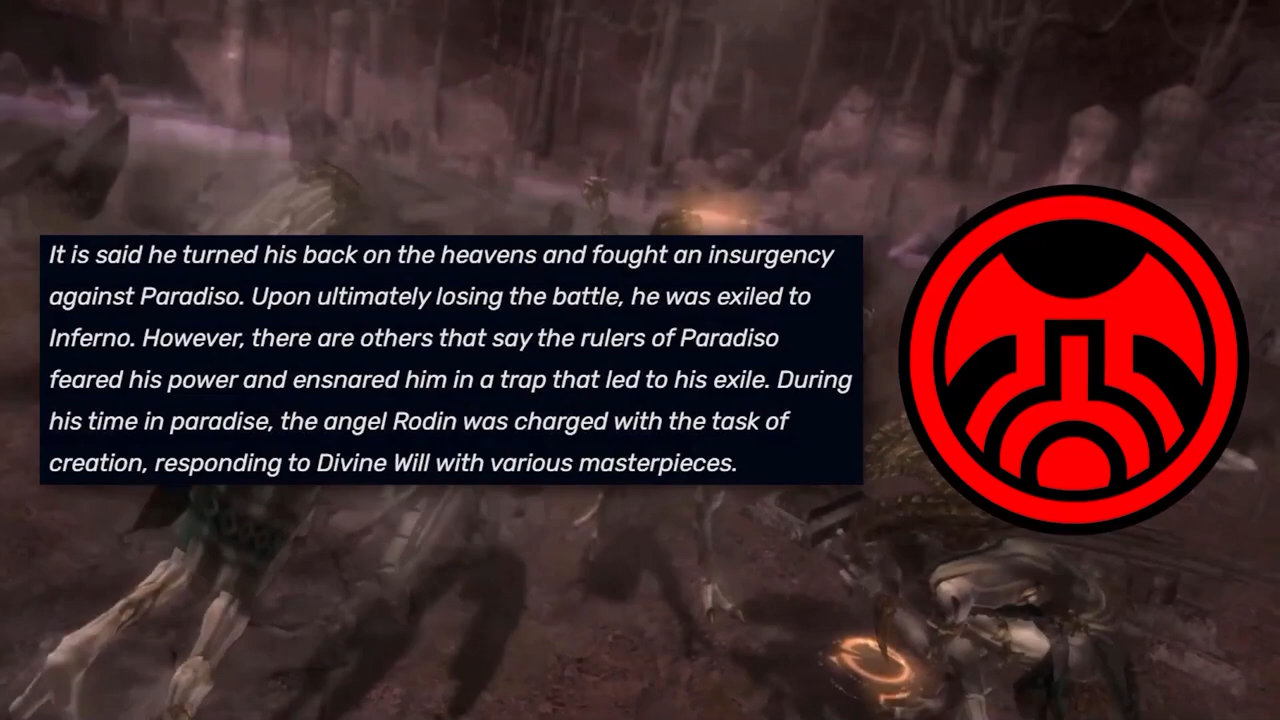 It is said he turned his back on the heavens and fought an insurgency
against Paradiso. Upon ultimately losing the battle, he was exiled to
Inferno. However, there are others that say the rulers of Paradiso
feared his power and ensnared him in a trap that led to his exile. During
his time in paradise, the angel Rodin was charged with the task of
creation, responding to Divine Will with various masterpieces.